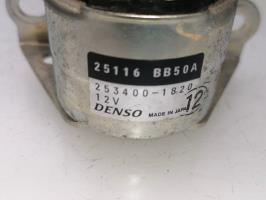 25116 BB50A
253400-1820
12V
DENSO MADE IN JAPAN 12